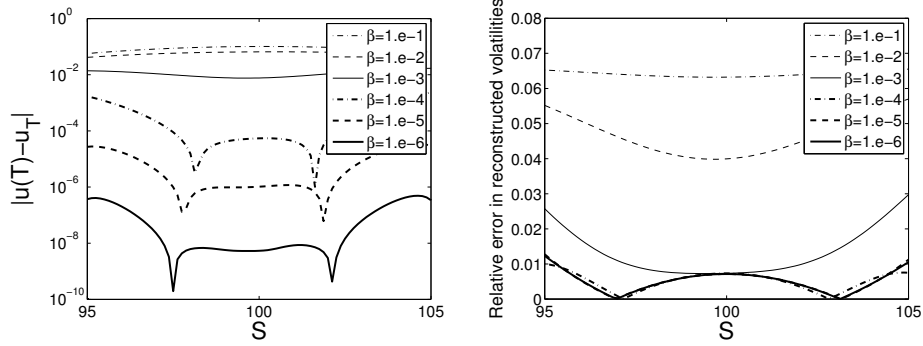 |u(T)−u_T|
10^0
10^−2
10^−4
10^−6
10^−8
10^−10
95
100
105
S
β=1.e−1
β=1.e−2
β=1.e−3
β=1.e−4
β=1.e−5
β=1.e−6
Relative error in reconstructed volatilities
0.08
0.07
0.06
0.05
0.04
0.03
0.02
0.01
0
95
100
105
S
β=1.e−1
β=1.e−2
β=1.e−3
β=1.e−4
β=1.e−5
β=1.e−6